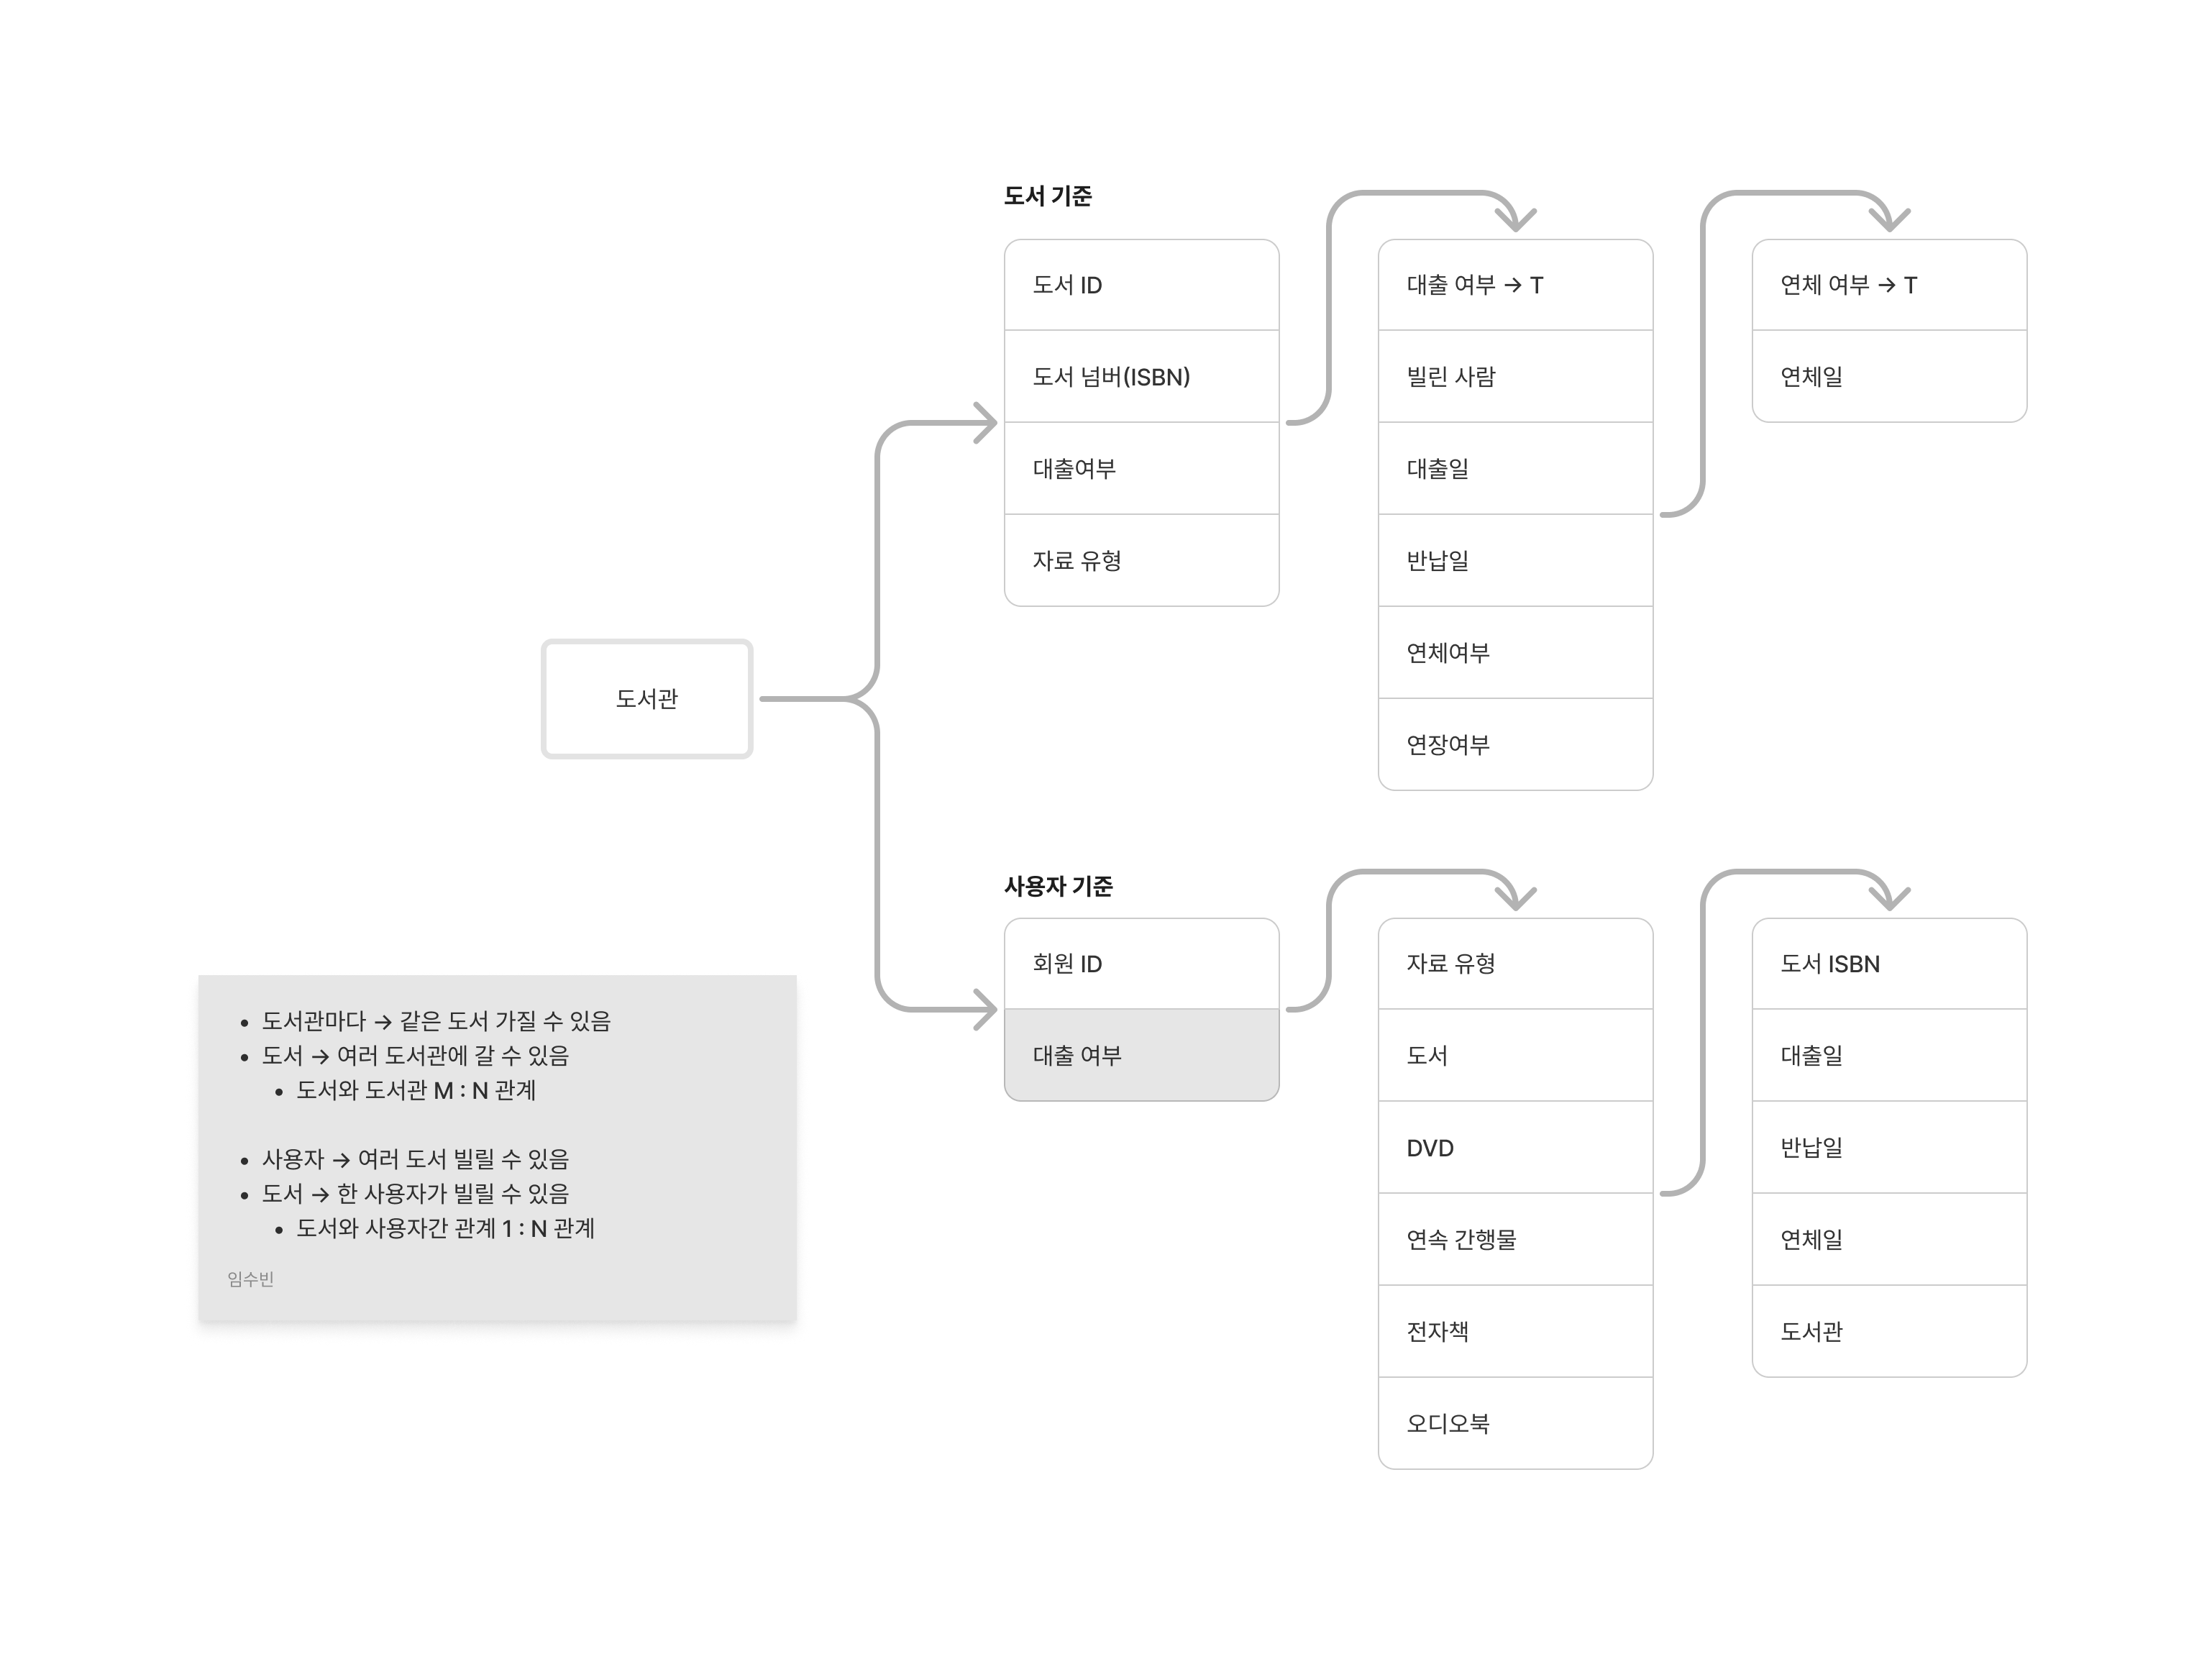 도서 기준
도서 ID
도서 넘버(ISBN)
대출여부
자료 유형
대출 여부 → T
빌린 사람
대출일
반납일
연체여부
연장여부
연체 여부 → T
연체일
도서관
사용자 기준
회원 ID
대출 여부
자료 유형
도서
DVD
연속 간행물
전자책
오디오북
도서 ISBN
대출일
반납일
연체일
도서관
• 도서관마다 → 같은 도서 가질 수 있음
• 도서 → 여러 도서관에 갈 수 있음
• 도서와 도서관 M : N 관계
• 사용자 → 여러 도서 빌릴 수 있음
• 도서 → 한 사용자가 빌릴 수 있음
• 도서와 사용자간 관계 1 : N 관계
임수빈